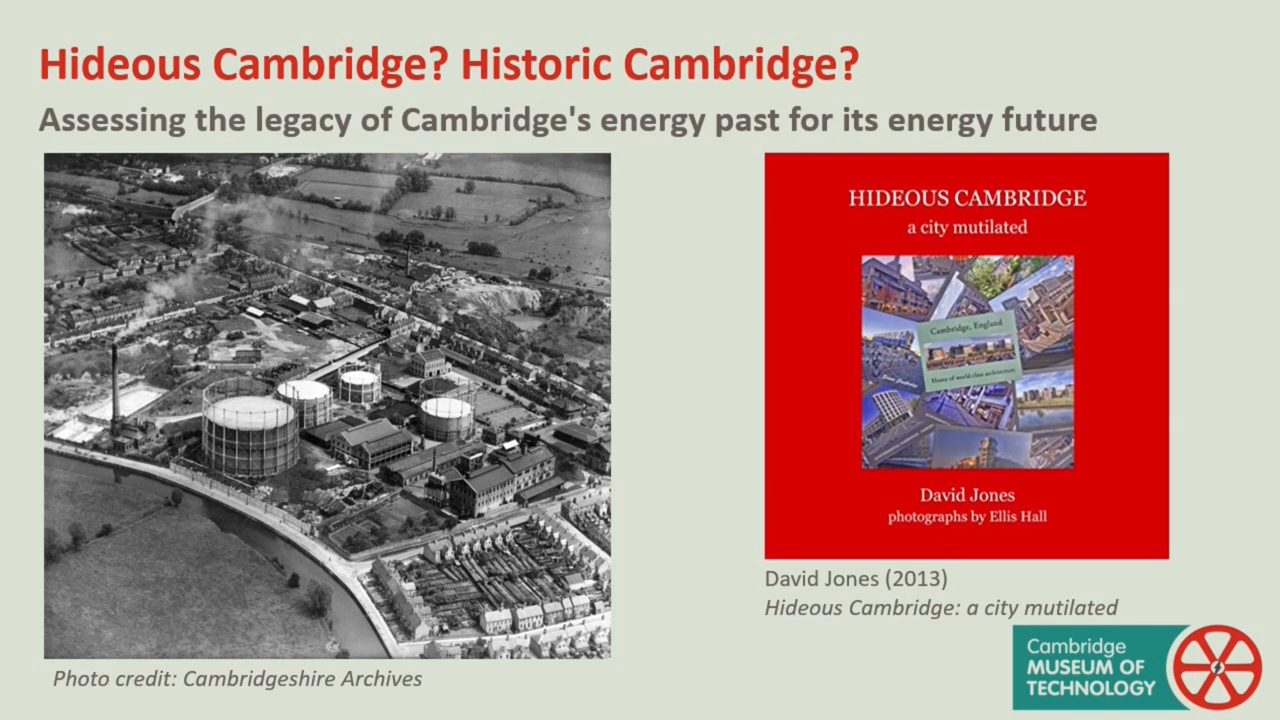 Hideous Cambridge? Historic Cambridge?
Assessing the legacy of Cambridge's energy past for its energy future
HIDEOUS CAMBRIDGE
a city mutilated
Cambridge, England
Home of world-class architecture
David Jones
photographs by Ellis Hall
David Jones (2013)
Hideous Cambridge: a city mutilated
Photo credit: Cambridgeshire Archives
Cambridge
MUSEUM OF
TECHNOLOGY